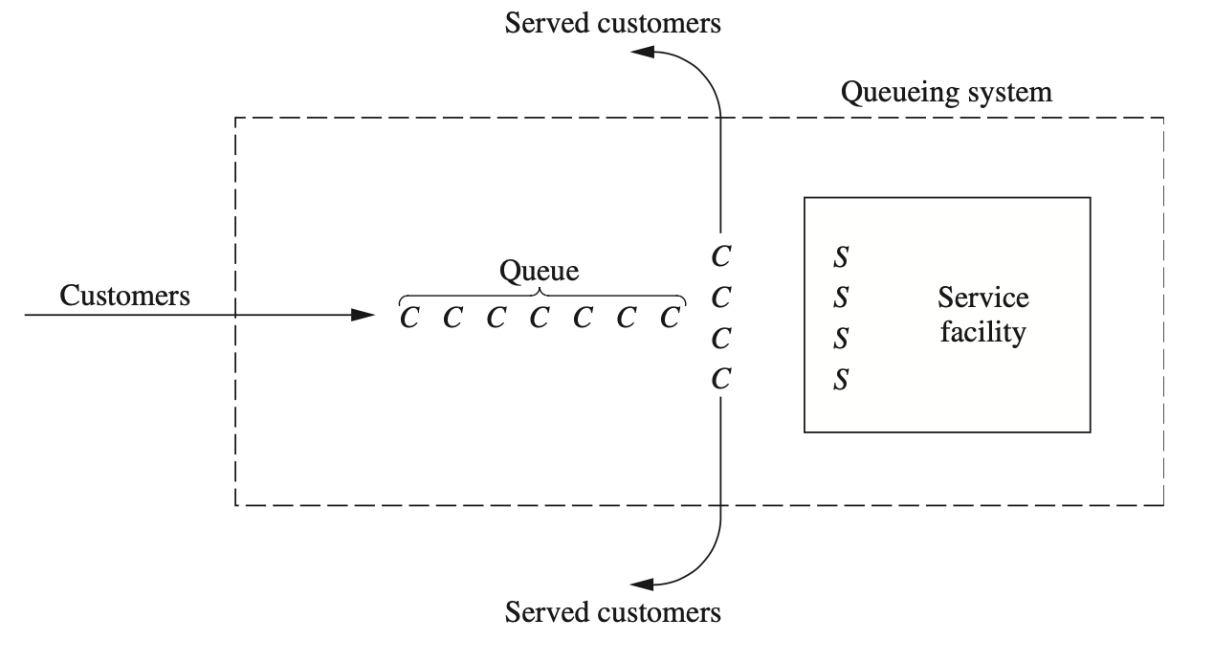 Served customers
Queueing system
Queue
Customers
C C C C C C C
C
C
C
C
S
S
S
S
Service
facility
Served customers